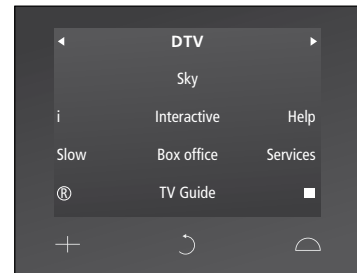 DTV
Sky
i Interactive Help
Slow Box office Services
® TV Guide